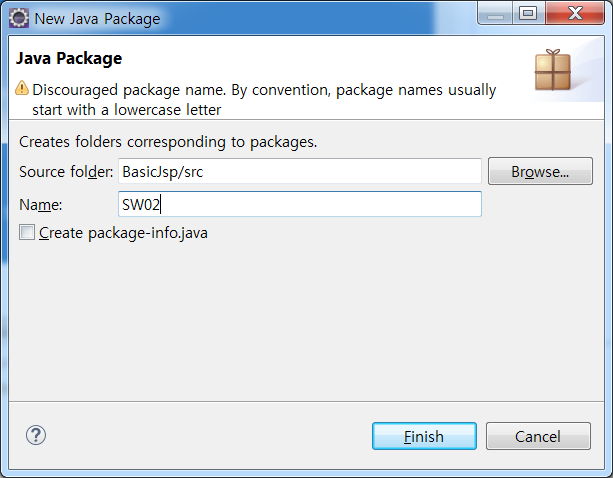 New Java Package
Java Package
Discouraged package name. By convention, package names usually
start with a lowercase letter
Creates folders corresponding to packages.
Source folder: BasicJsp/src Browse...
Name: SW02
Create package-info.java
? Finish Cancel